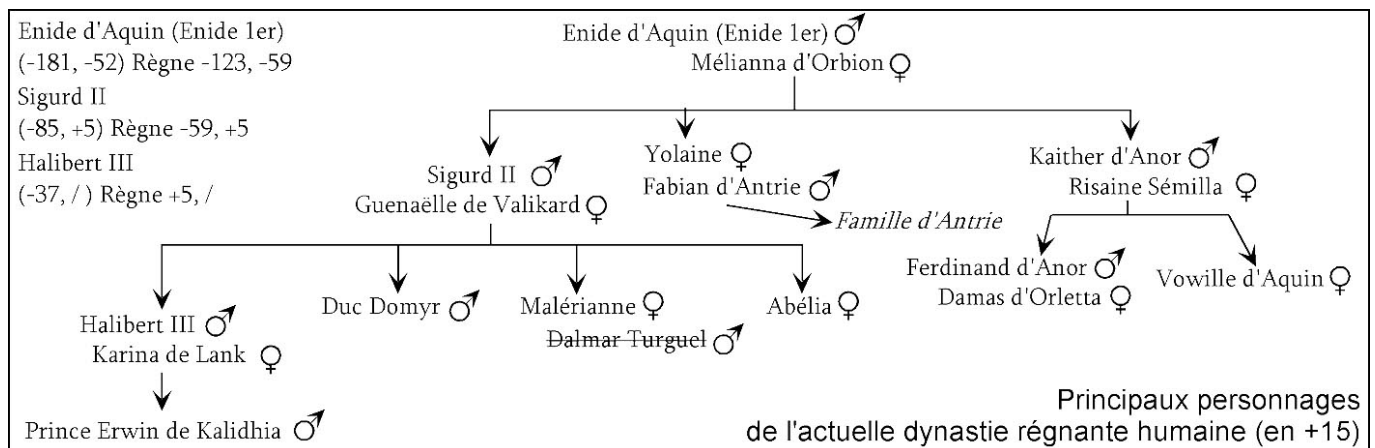 Enide d'Aquin (Enide 1er)
(-181, -52) Règne -123, -59
Sigurd II
(-85, +5) Règne -59, +5
Halibert III
(-37, / ) Règne +5, /
Enide d'Aquin (Enide 1er) ♂
Mélianna d'Orbion ♀
Sigurd II ♂
Guenaëlle de Valikard ♀
Yolaine ♀
Fabian d'Antrie ♂
Famille d'Antrie
Kaither d'Anor ♂
Risaine Sémilla ♀
Halibert III ♂
Karina de Lank ♀
Duc Domyr ♂
Malérianne ♀
Dalmar Turguel ♂
Abélia ♀
Ferdinand d'Anor ♂
Damas d'Orletta ♀
Vowille d'Aquin ♀
Prince Erwin de Kalidhia ♂
Principaux personnages
de l'actuelle dynastie régnante humaine (en +15)